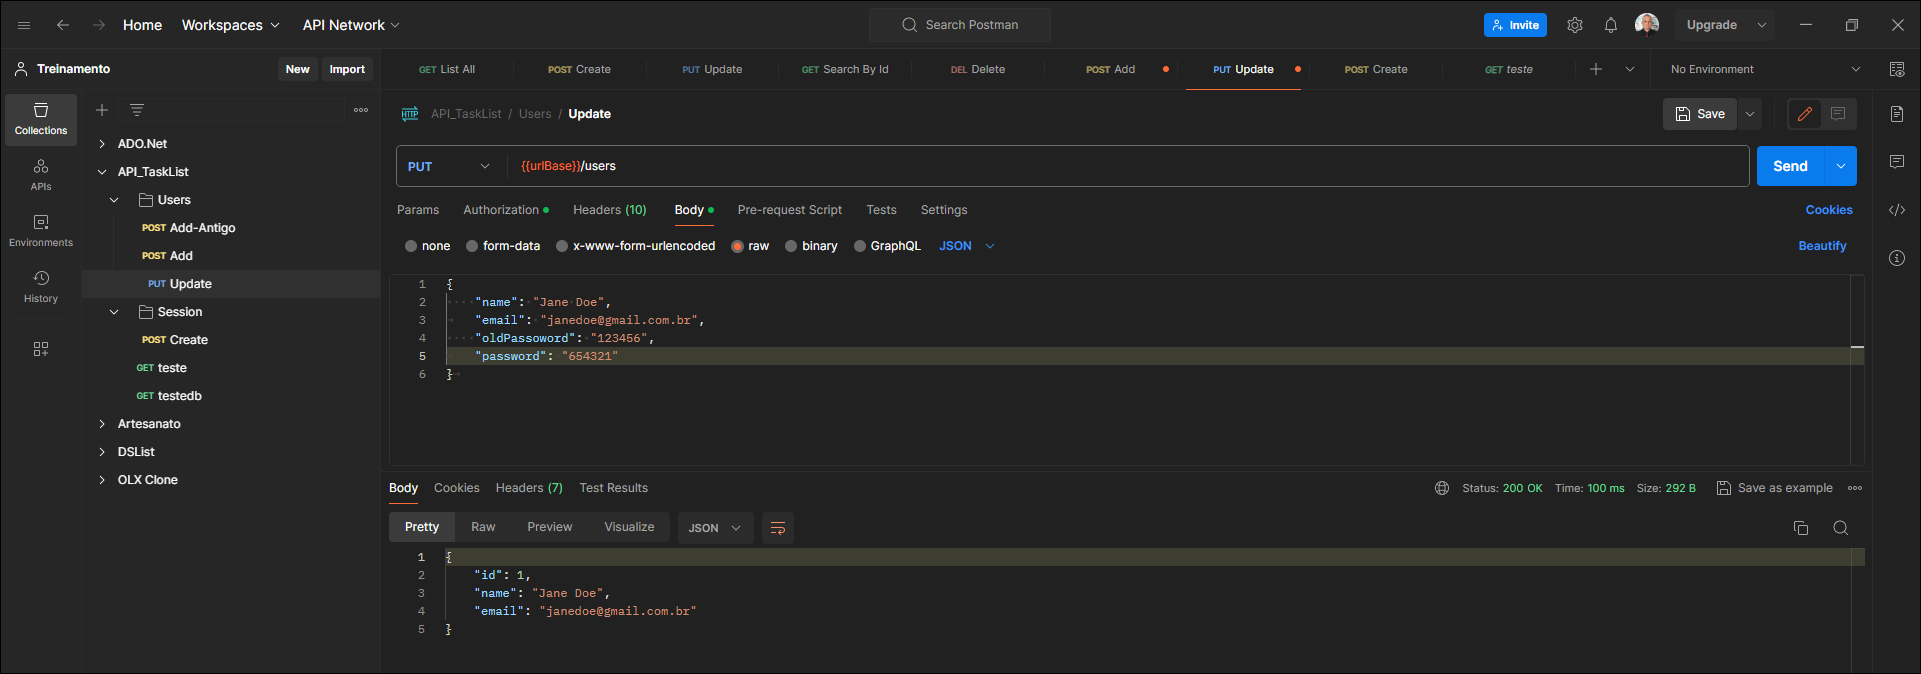 Home Workspaces API Network Search Postman Invite Upgrade
Treinamento New Import GET List All POST Create PUT Update GET Search By Id DEL Delete POST Add PUT Update POST Create GET teste No Environment
Collections
APIs
Environments
History
ADO.Net
API_TaskList
Users
POST Add-Antigo
POST Add
PUT Update
Session
POST Create
GET teste
GET testedb
Artesanato
DSList
OLX Clone
HTTP API_TaskList / Users / Update Save
PUT {{urlBase}}/users Send
Params Authorization Headers (10) Body Pre-request Script Tests Settings Cookies
none form-data x-www-form-urlencoded raw binary GraphQL JSON Beautify
1 {
2 "name": "Jane Doe",
3 "email": "janedoe@gmail.com.br",
4 "oldPassoword": "123456",
5 "password": "654321"
6 }
Body Cookies Headers (7) Test Results Status: 200 OK Time: 100 ms Size: 292 B Save as example
Pretty Raw Preview Visualize JSON
1 {
2 "id": 1,
3 "name": "Jane Doe",
4 "email": "janedoe@gmail.com.br"
5 }